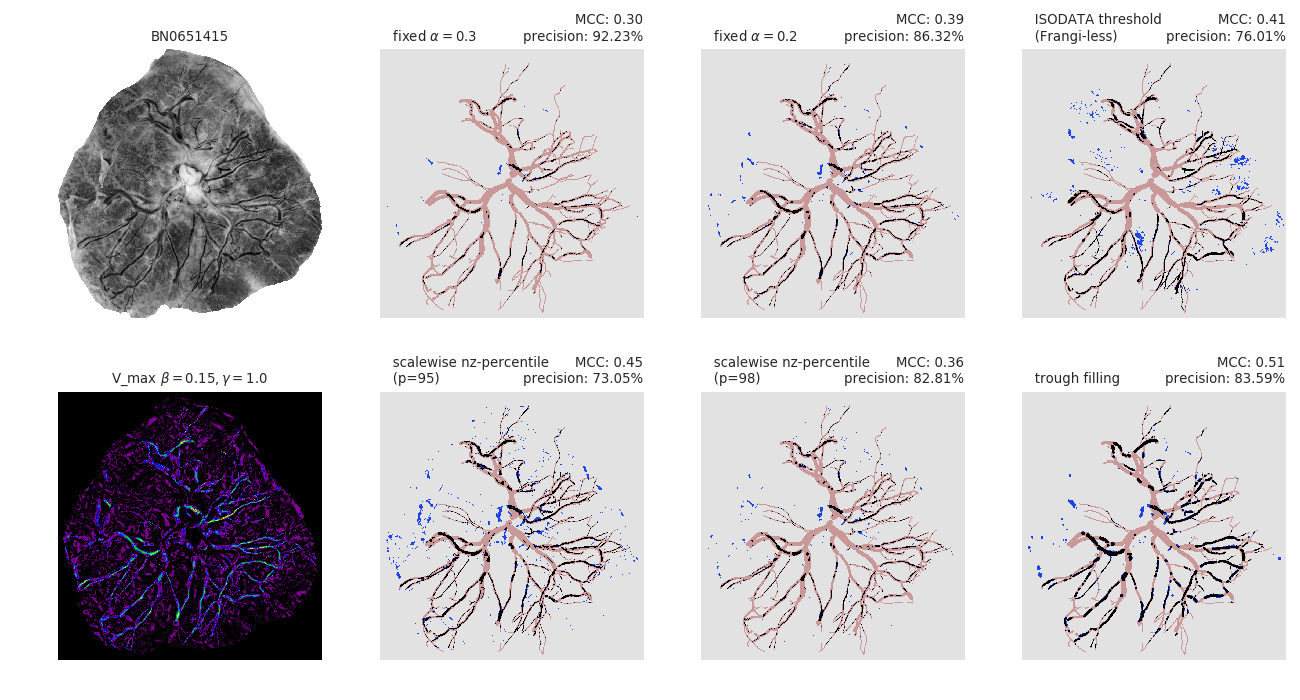 BN0651415
MCC: 0.30
fixed α = 0.3 precision: 92.23%
MCC: 0.39
fixed α = 0.2 precision: 86.32%
ISODATA threshold MCC: 0.41
(Frangi-less) precision: 76.01%
V_max β = 0.15, γ = 1.0
scalewise nz-percentile MCC: 0.45
(p=95) precision: 73.05%
scalewise nz-percentile MCC: 0.36
(p=98) precision: 82.81%
MCC: 0.51
trough filling precision: 83.59%